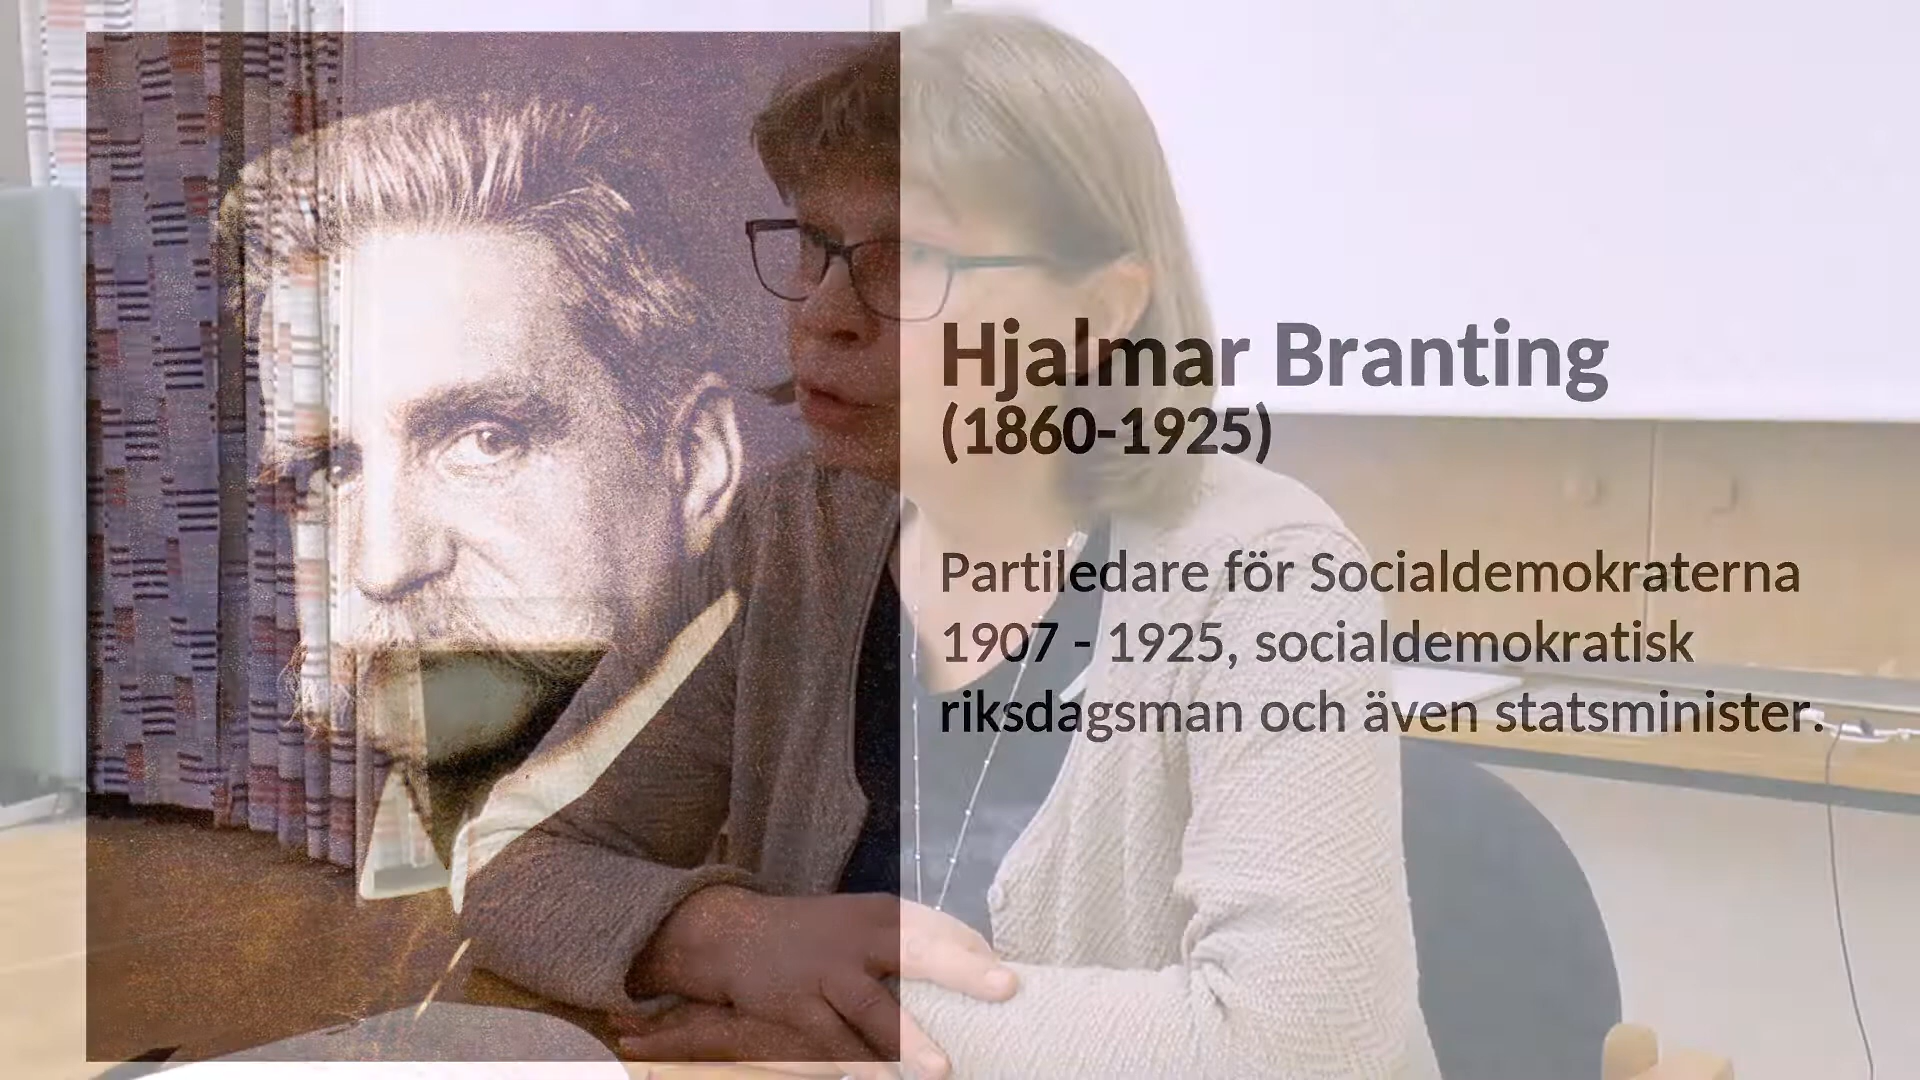 Hjalmar Branting
(1860-1925)
Partiledare för Socialdemokraterna
1907 - 1925, socialdemokratisk
riksdagsman och även statsminister.